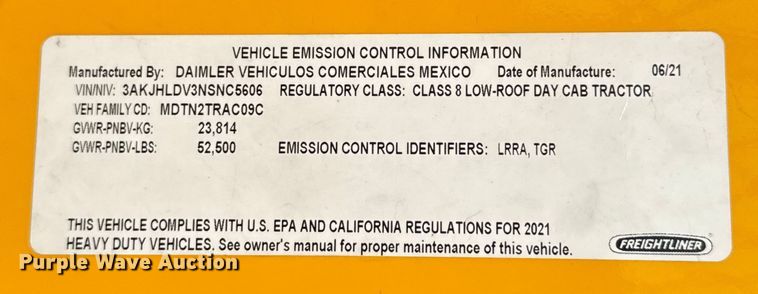 VEHICLE EMISSION CONTROL INFORMATION
Manufactured By: DAIMLER VEHICULOS COMERCIALES MEXICO Date of Manufacture: 06/21
VIN/NIV: 3AKJHLDV3NSNC5606 REGULATORY CLASS: CLASS 8 LOW-ROOF DAY CAB TRACTOR
VEH FAMILY CD: MDTN2TRAC09C
GVWR-PNBV-KG: 23,814
GVWR-PNBV-LBS: 52,500 EMISSION CONTROL IDENTIFIERS: LRRA, TGR
THIS VEHICLE COMPLIES WITH U.S. EPA AND CALIFORNIA REGULATIONS FOR 2021
HEAVY DUTY VEHICLES. See owner's manual for proper maintenance of this vehicle.
FREIGHTLINER
Purple Wave Auction